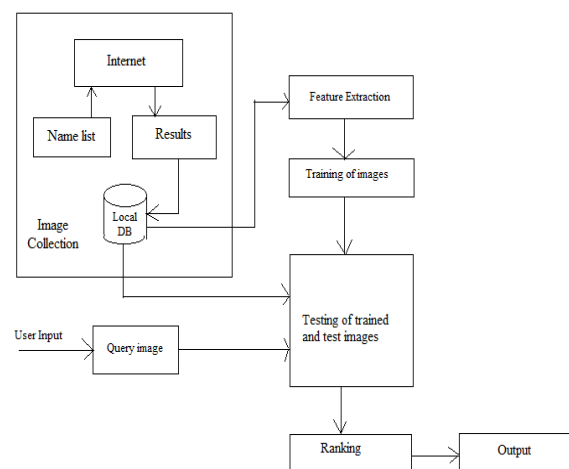 Internet
Feature Extraction
Name list
Results
Training of images
Local
DB
Image
Collection
Testing of trained
and test images
User Input
Query image
Ranking
Output